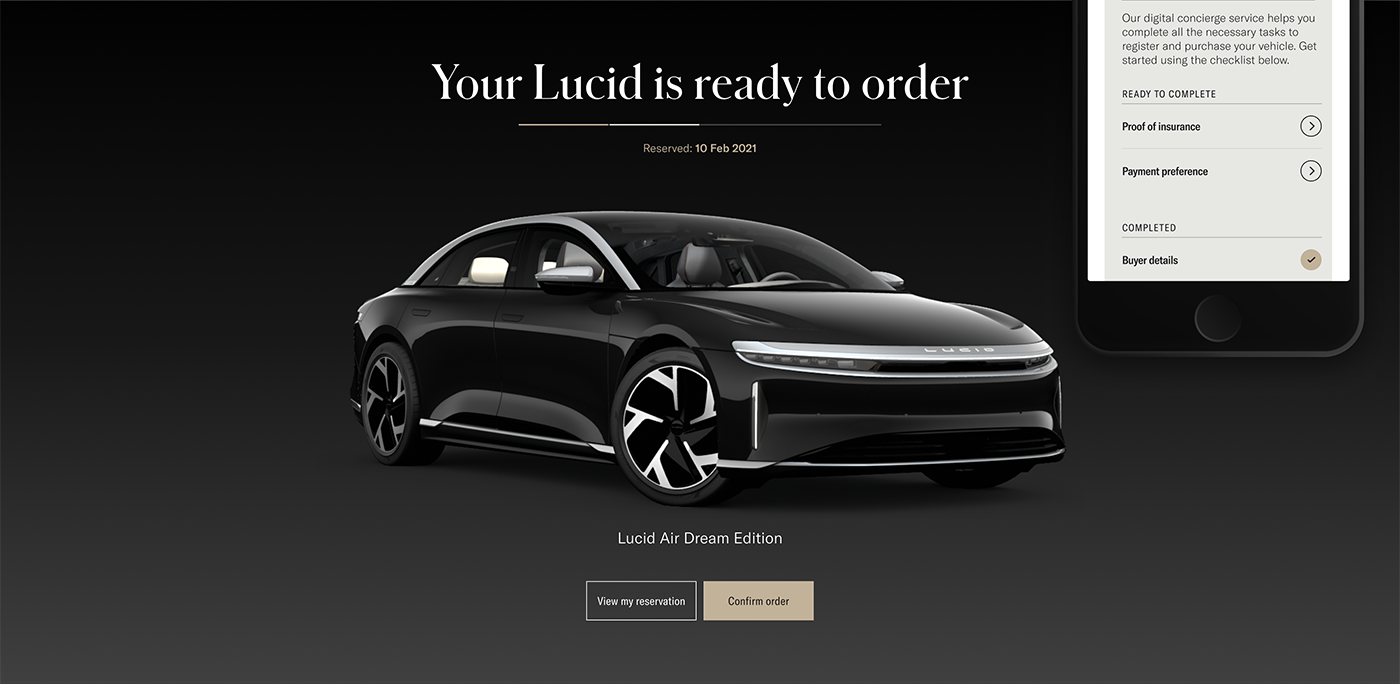 Your Lucid is ready to order
Reserved: 10 Feb 2021
LUCID
Lucid Air Dream Edition
View my reservation
Confirm order
Our digital concierge service helps you
complete all the necessary tasks to
register and purchase your vehicle. Get
started using the checklist below.
READY TO COMPLETE
Proof of insurance
Payment preference
COMPLETED
Buyer details